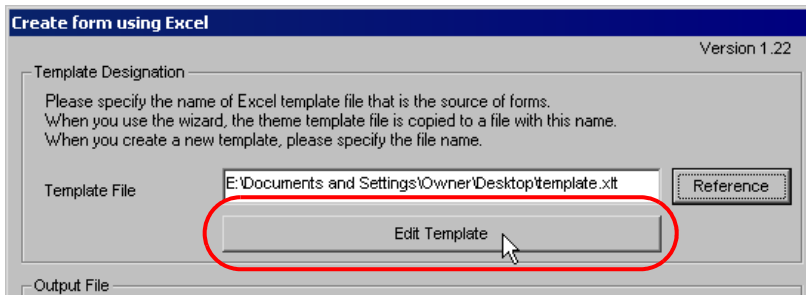 Create form using Excel
Version 1.22
Template Designation
Please specify the name of Excel template file that is the source of forms.
When you use the wizard, the theme template file is copied to a file with this name.
When you create a new template, please specify the file name.
Template File
E:\Documents and Settings\Owner\Desktop\template.xlt
Reference
Edit Template
Output File